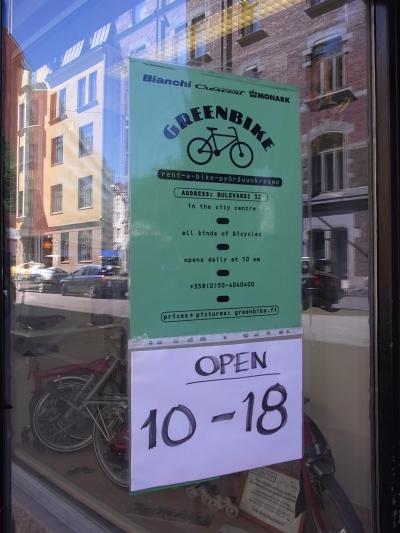 Bianchi Crescent MONARK
GREENBIKE
rent-a-bike-pyörävuokraamo
ADDRESS: BULEVARDI 32
in the city centre
all kinds of bicycles
opens daily at 10 am
+358(0)50-4040400
prices+ pictures: greenbike.fi
OPEN
10-18